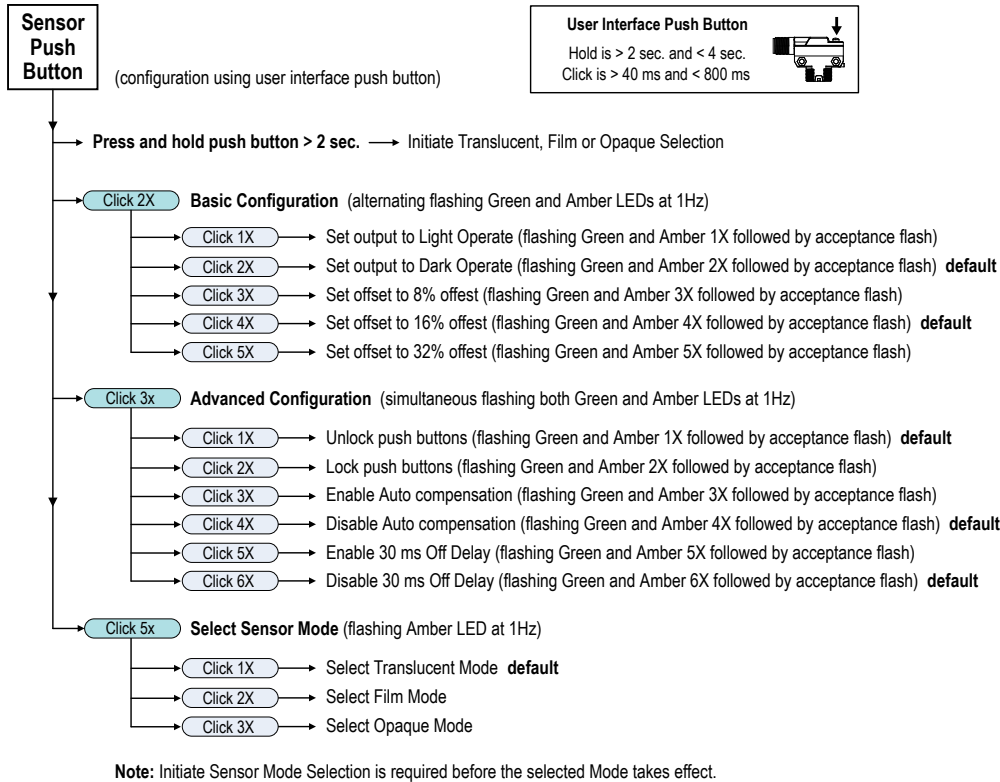 Sensor
Push
Button
(configuration using user interface push button)
User Interface Push Button
Hold is > 2 sec. and < 4 sec.
Click is > 40 ms and < 800 ms
Press and hold push button > 2 sec. Initiate Translucent, Film or Opaque Selection
Click 2X Basic Configuration (alternating flashing Green and Amber LEDs at 1Hz)
Click 1X Set output to Light Operate (flashing Green and Amber 1X followed by acceptance flash)
Click 2X Set output to Dark Operate (flashing Green and Amber 2X followed by acceptance flash) default
Click 3X Set offset to 8% offest (flashing Green and Amber 3X followed by acceptance flash)
Click 4X Set offset to 16% offest (flashing Green and Amber 4X followed by acceptance flash) default
Click 5X Set offset to 32% offest (flashing Green and Amber 5X followed by acceptance flash)
Click 3x Advanced Configuration (simultaneous flashing both Green and Amber LEDs at 1Hz)
Click 1X Unlock push buttons (flashing Green and Amber 1X followed by acceptance flash) default
Click 2X Lock push buttons (flashing Green and Amber 2X followed by acceptance flash)
Click 3X Enable Auto compensation (flashing Green and Amber 3X followed by acceptance flash)
Click 4X Disable Auto compensation (flashing Green and Amber 4X followed by acceptance flash) default
Click 5X Enable 30 ms Off Delay (flashing Green and Amber 5X followed by acceptance flash)
Click 6X Disable 30 ms Off Delay (flashing Green and Amber 6X followed by acceptance flash) default
Click 5x Select Sensor Mode (flashing Amber LED at 1Hz)
Click 1X Select Translucent Mode default
Click 2X Select Film Mode
Click 3X Select Opaque Mode
Note: Initiate Sensor Mode Selection is required before the selected Mode takes effect.